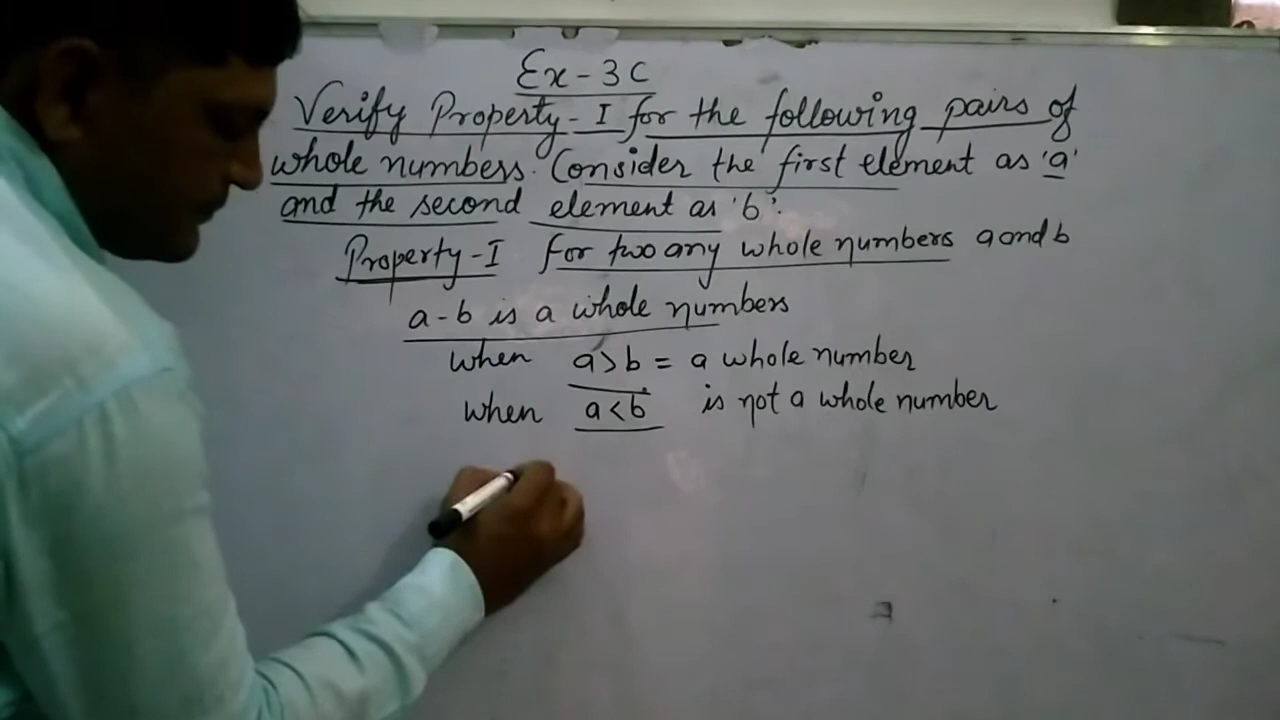 Ex-3C
Verify Property-I for the following pairs of
whole numbers. Consider the first element as 'a'
and the second element as 'b'.
Property-I for two any whole numbers a and b
a-b is a whole numbers
when a>b = a whole number
when a<b is not a whole number